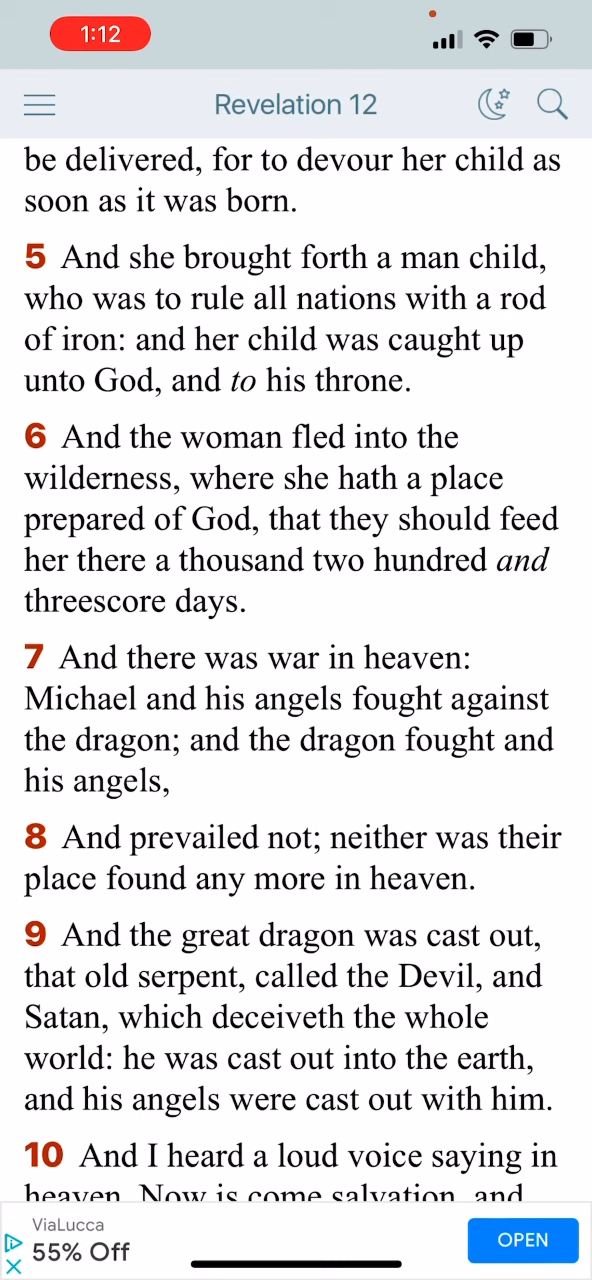 1:12
Revelation 12
be delivered, for to devour her child as
soon as it was born.
5 And she brought forth a man child,
who was to rule all nations with a rod
of iron: and her child was caught up
unto God, and to his throne.
6 And the woman fled into the
wilderness, where she hath a place
prepared of God, that they should feed
her there a thousand two hundred and
threescore days.
7 And there was war in heaven:
Michael and his angels fought against
the dragon; and the dragon fought and
his angels,
8 And prevailed not; neither was their
place found any more in heaven.
9 And the great dragon was cast out,
that old serpent, called the Devil, and
Satan, which deceiveth the whole
world: he was cast out into the earth,
and his angels were cast out with him.
10 And I heard a loud voice saying in
heaven, Now is come salvation, and
ViaLucca
55% Off
OPEN